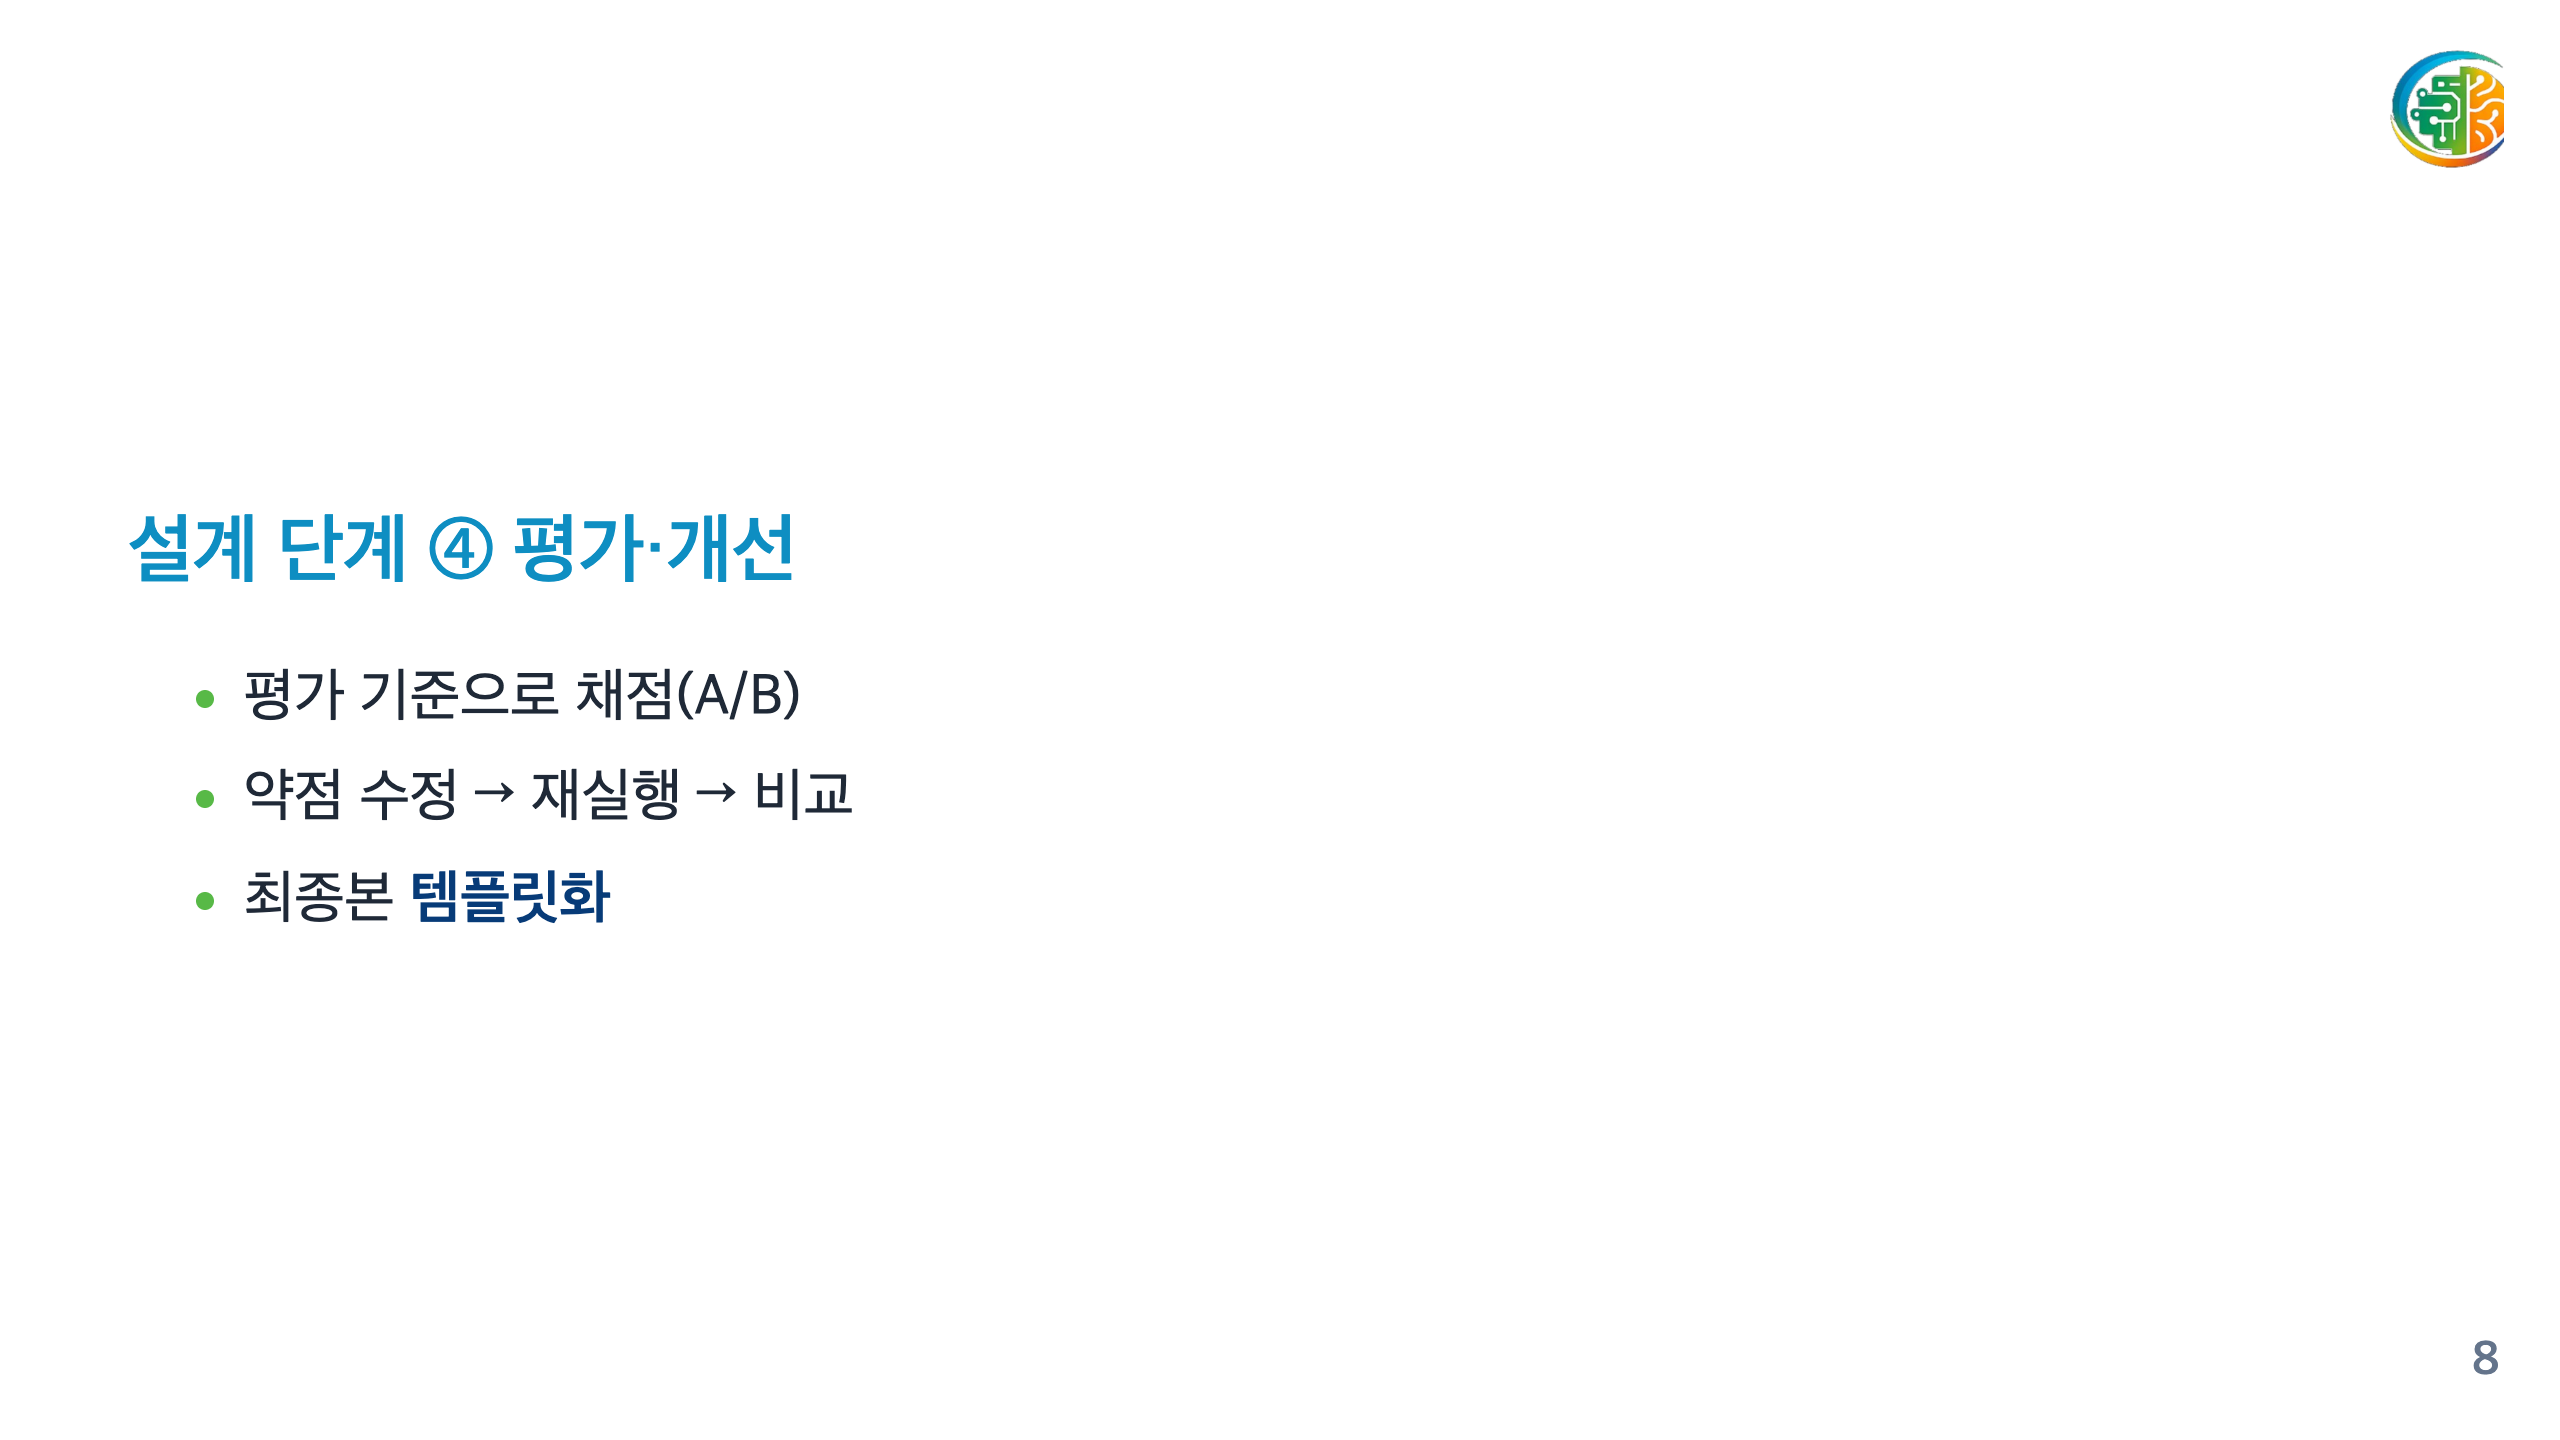 설계 단계 ④ 평가·개선
• 평가 기준으로 채점(A/B)
• 약점 수정 → 재실행 → 비교
• 최종본 템플릿화
8